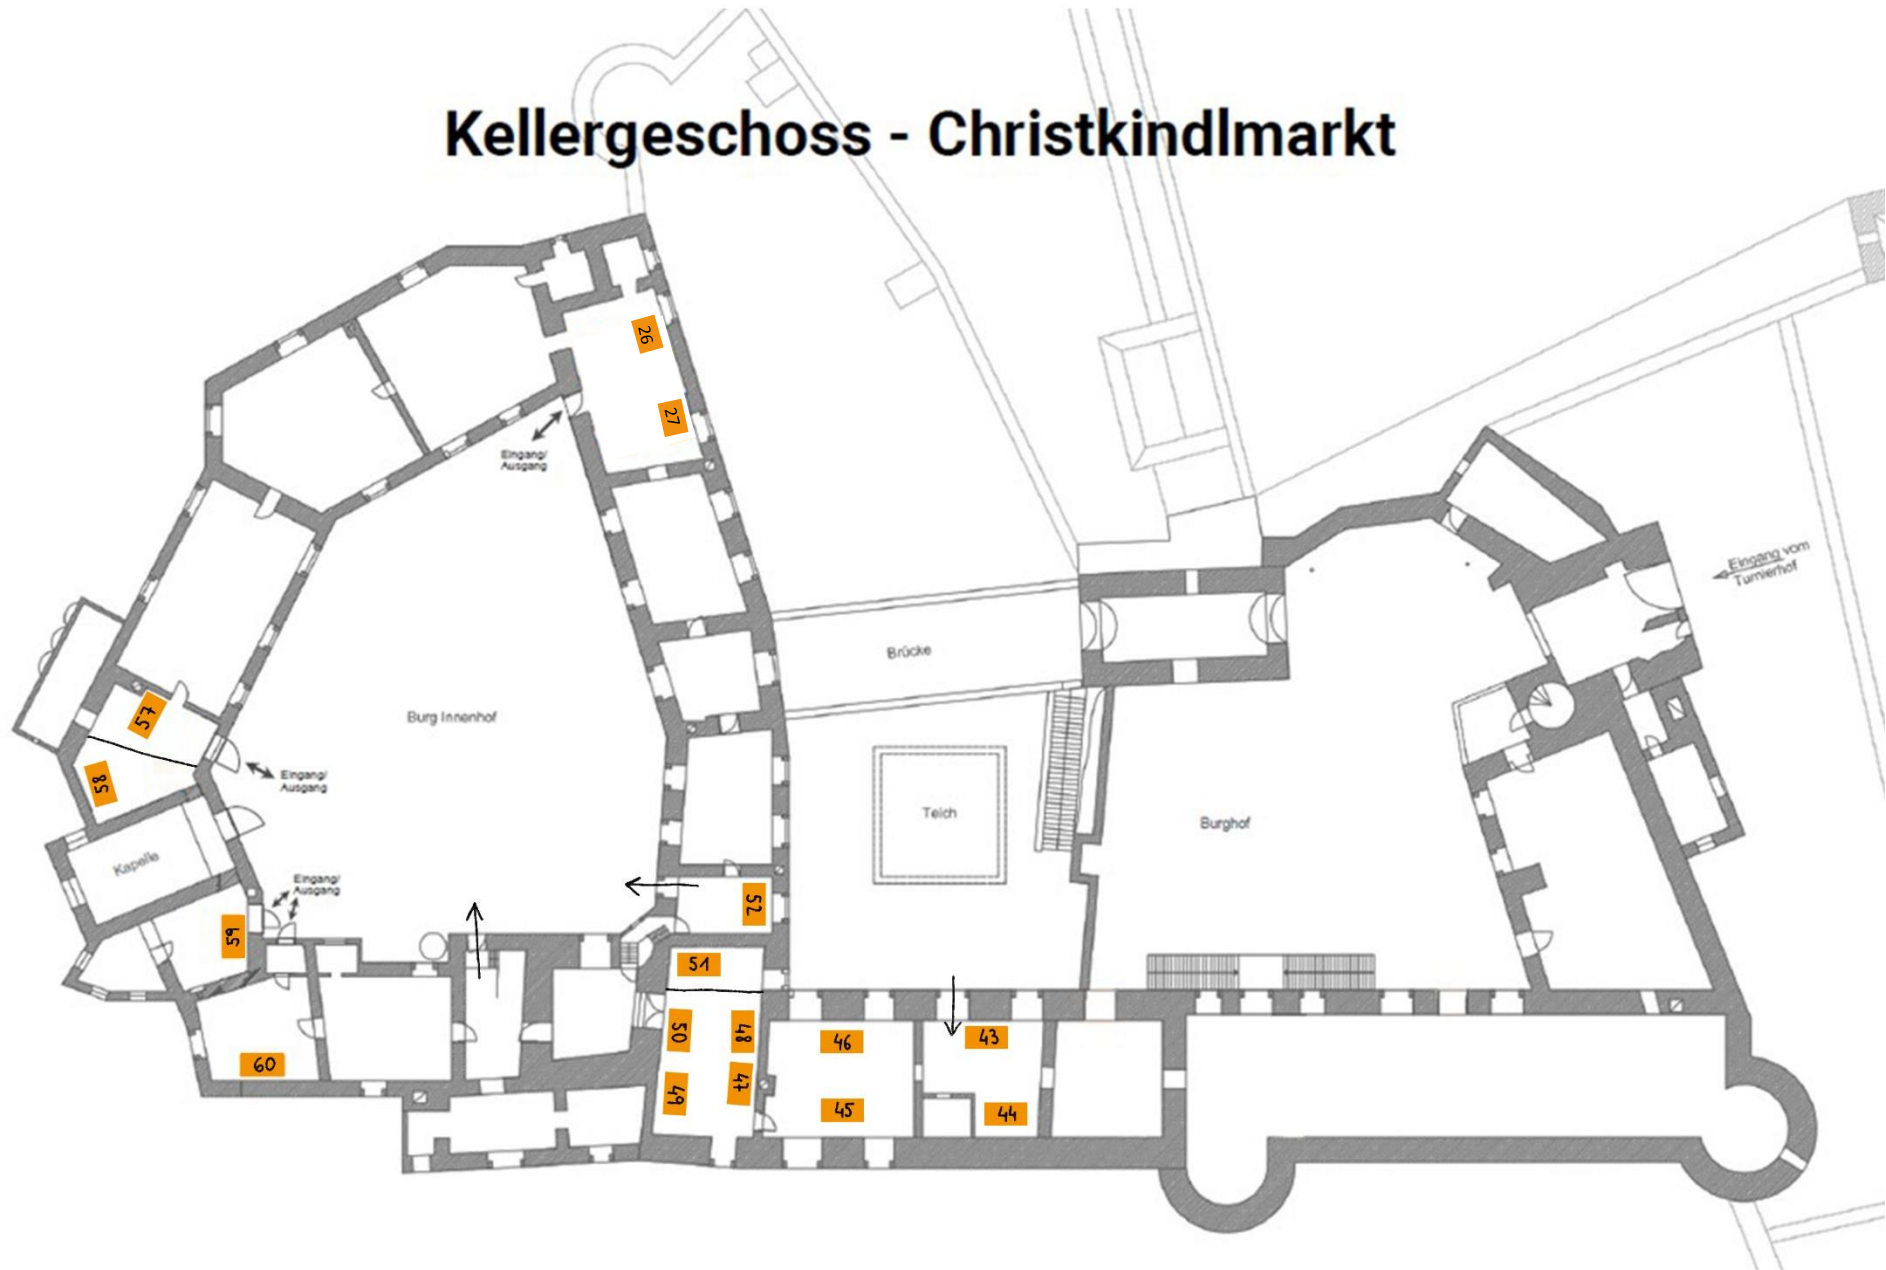 Kellergeschoss - Christkindlmarkt
26
27
Eingang/
Ausgang
Eingang vom
Turnierhof
Brücke
57
Burg Innenhof
58
Eingang/
Ausgang
Teich
Burghof
Kapelle
Eingang/
Ausgang
52
59
51
50
48
46
43
60
49
47
45
44